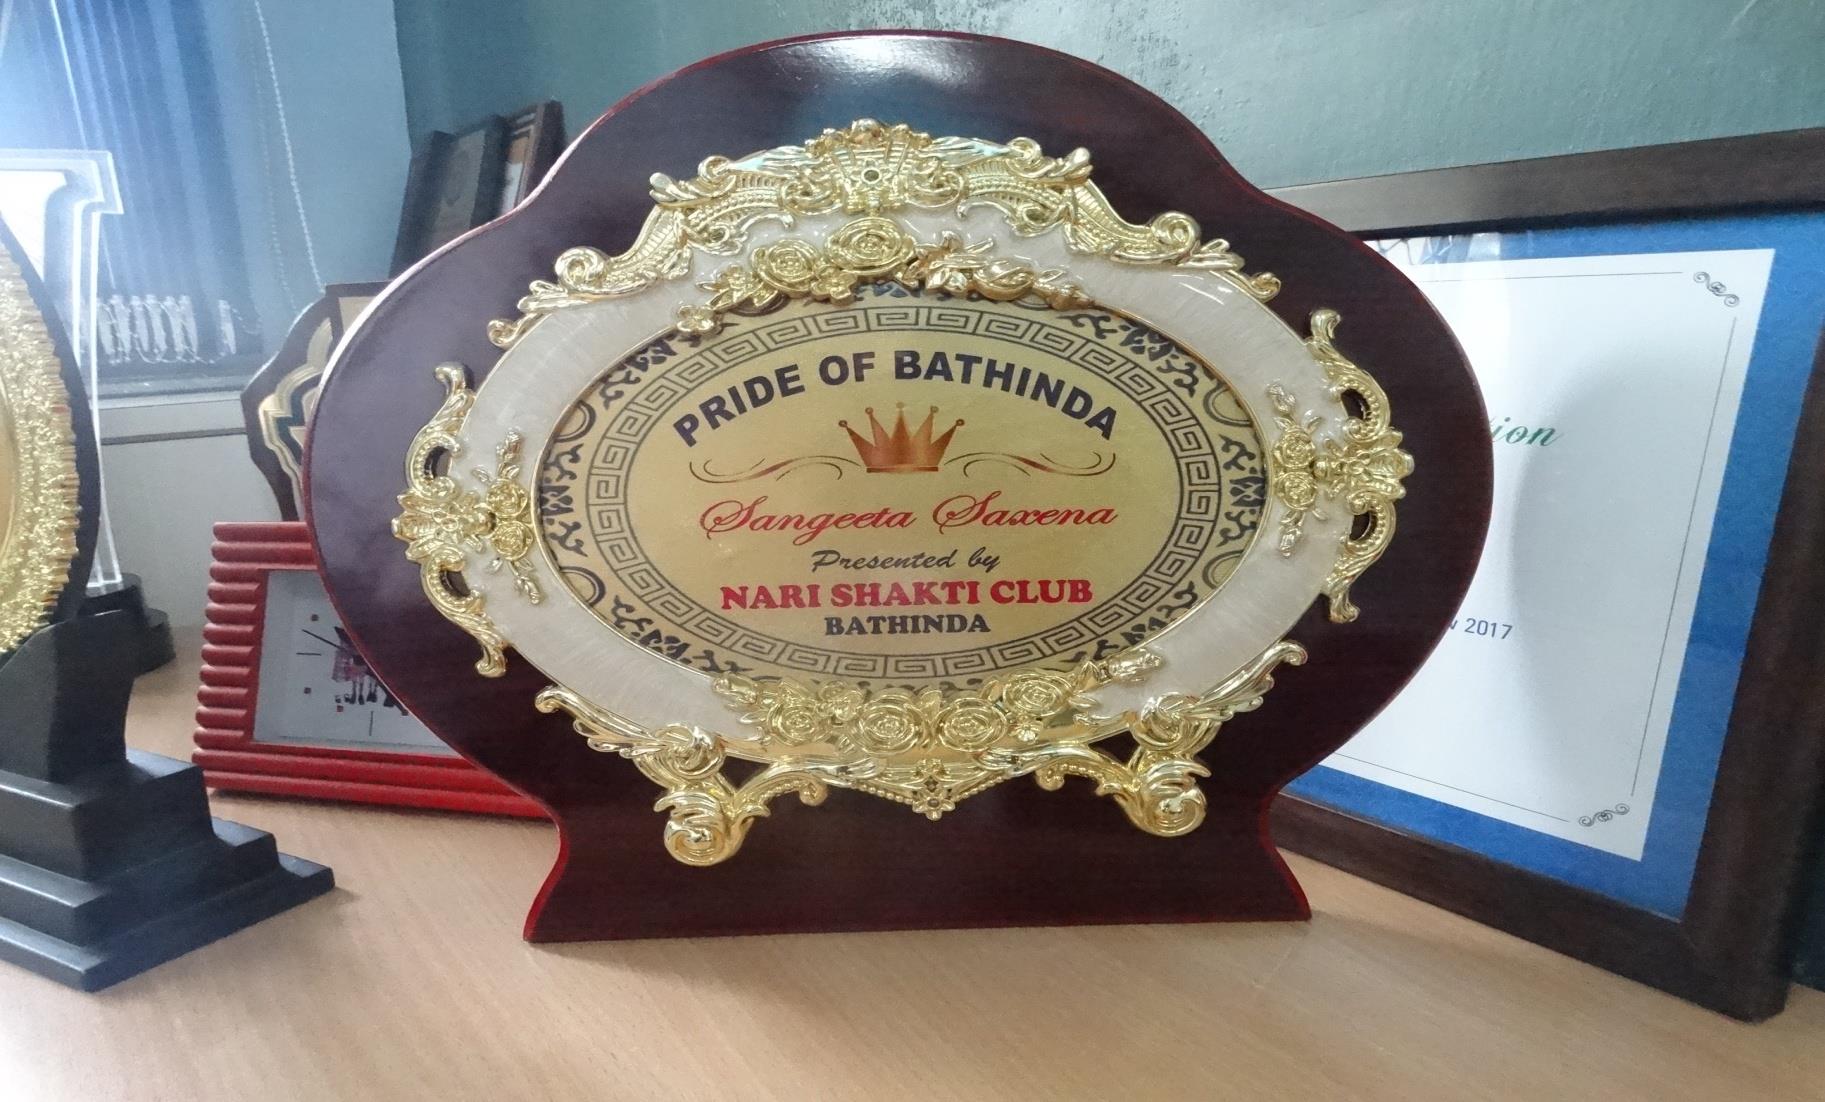 PRIDE OF BATHINDA
Sangeeta Saxena
Presented by
NARI SHAKTI CLUB
BATHINDA
2017